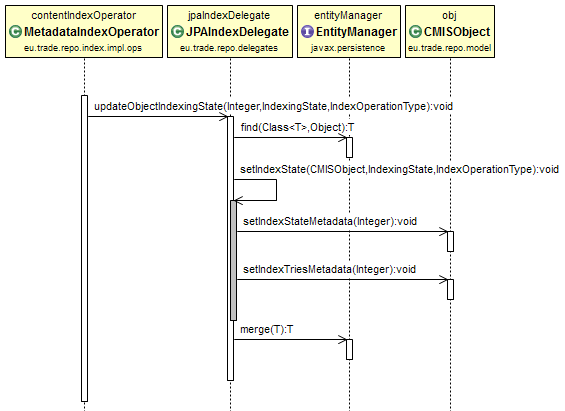 contentIndexOperator
C MetadataIndexOperator
eu.trade.repo.index.impl.ops
jpaIndexDelegate
C JPAIndexDelegate
eu.trade.repo.delegates
entityManager
I EntityManager
javax.persistence
obj
C CMISObject
eu.trade.repo.model
updateObjectIndexingState(Integer,IndexingState,IndexOperationType):void
find(Class<T>,Object):T
setIndexState(CMISObject,IndexingState,IndexOperationType):void
setIndexStateMetadata(Integer):void
setIndexTriesMetadata(Integer):void
merge(T):T